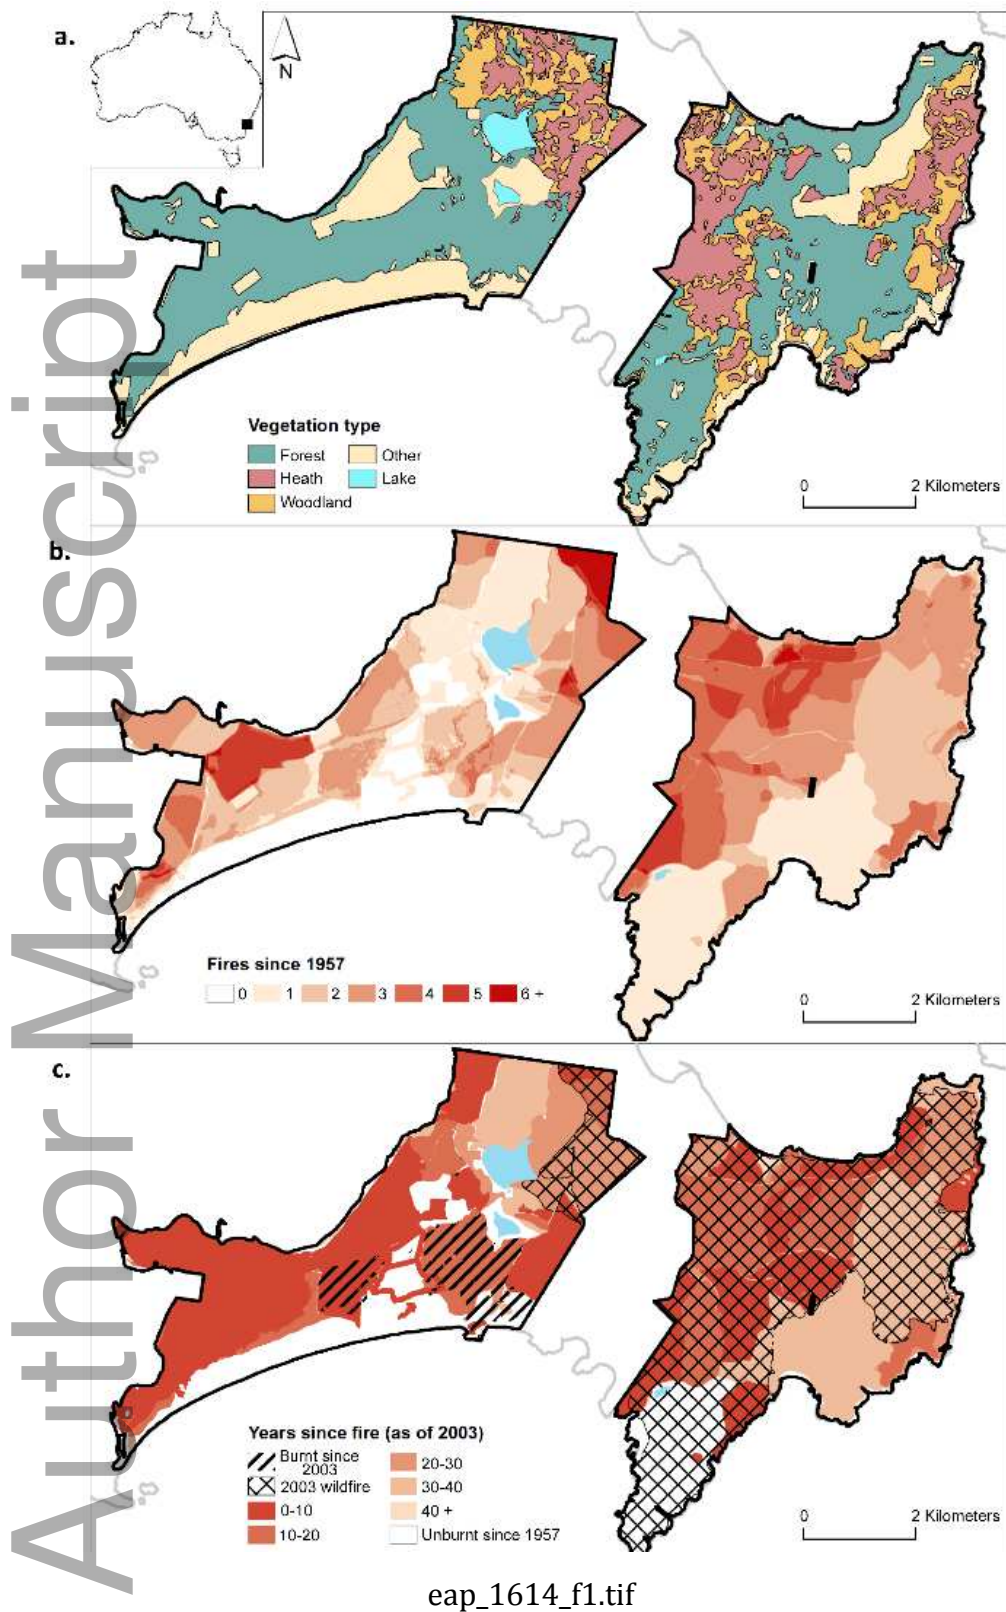 a.
N
Vegetation type
Forest
Other
Heath
Lake
Woodland
0 2 Kilometers
b.
Fires since 1957
0 1 2 3 4 5 6 +
0 2 Kilometers
c.
Years since fire (as of 2003)
Burnt since
2003
20-30
2003 wildfire
30-40
0-10
40 +
10-20
Unburnt since 1957
0 2 Kilometers
Author Manuscript
eap_1614_f1.tif